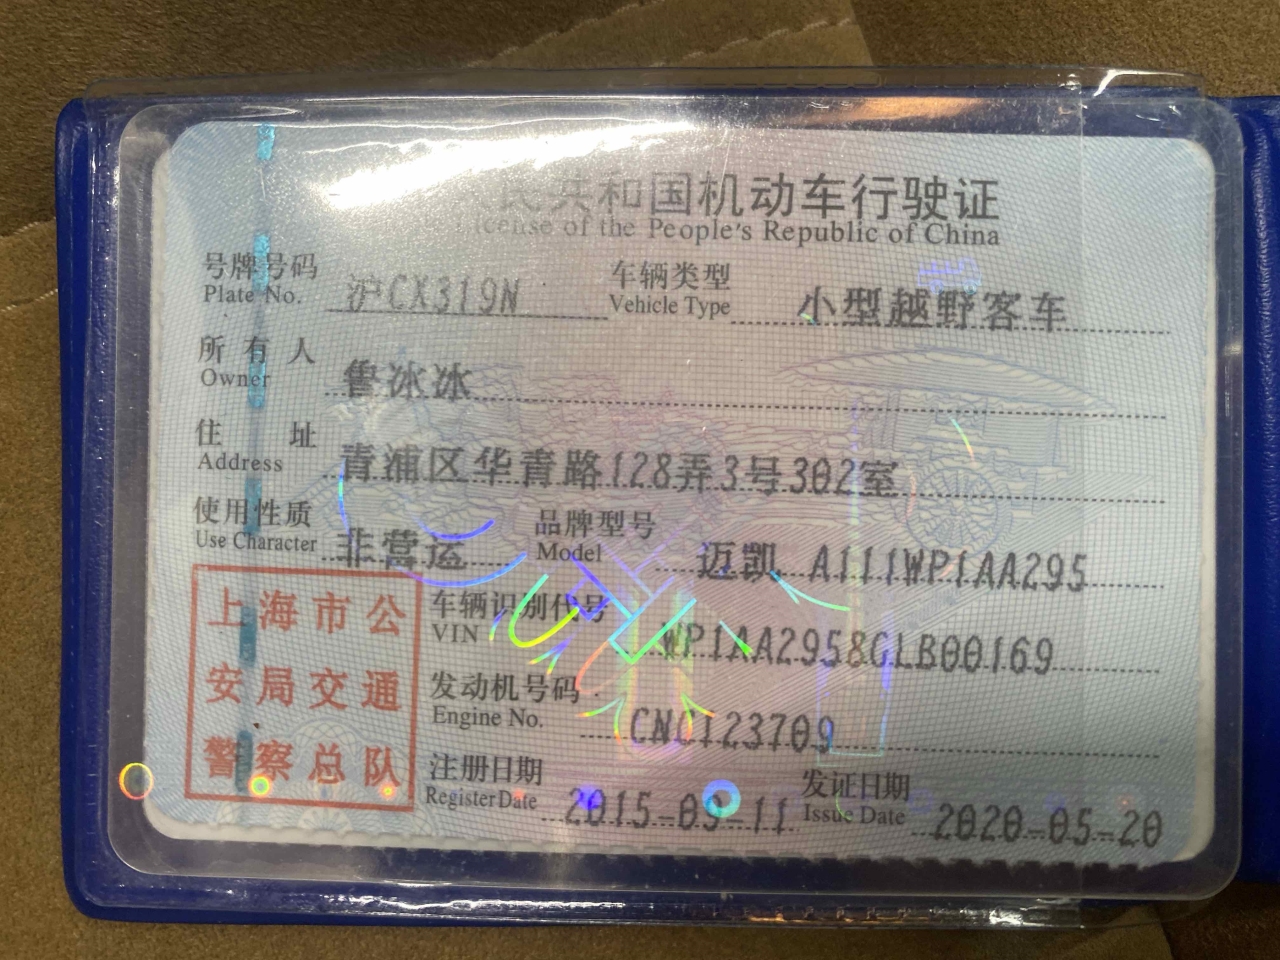 民共和国机动车行驶证
icense of the People's Republic of China
号牌号码 沪CX319N 车辆类型 小型越野客车
Plate No. Vehicle Type
所有人 鲁冰冰
Owner
住址 青浦区华青路128弄3号302室
Address
使用性质 非营运 品牌型号 迈凯 A111WP1AA295
Use Character Model
上海市公
安局交通
警察总队
车辆识别代号 WP1AA2958GLB00169
VIN
发动机号码 CNC123709
Engine No.
注册日期 2015-09-11 发证日期 2020-05-20
Register Date Issue Date